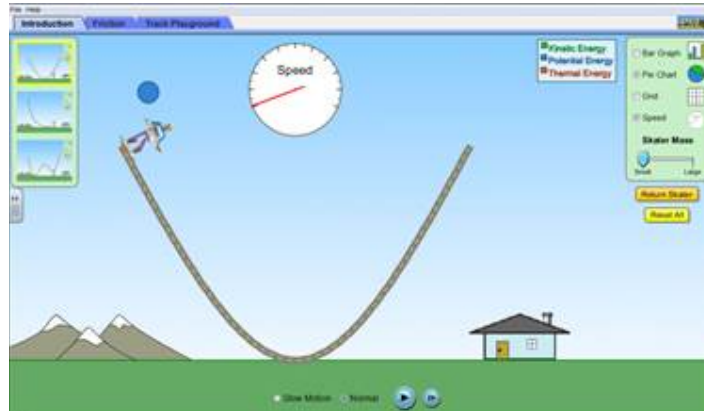 File Help
Introduction Friction Track Playground
Speed
Kinetic Energy
Potential Energy
Thermal Energy
Bar Graph
Pie Chart
Grid
Speed
Skater Mass
Small Large
Return Skater
Reset All
Slow Motion Normal